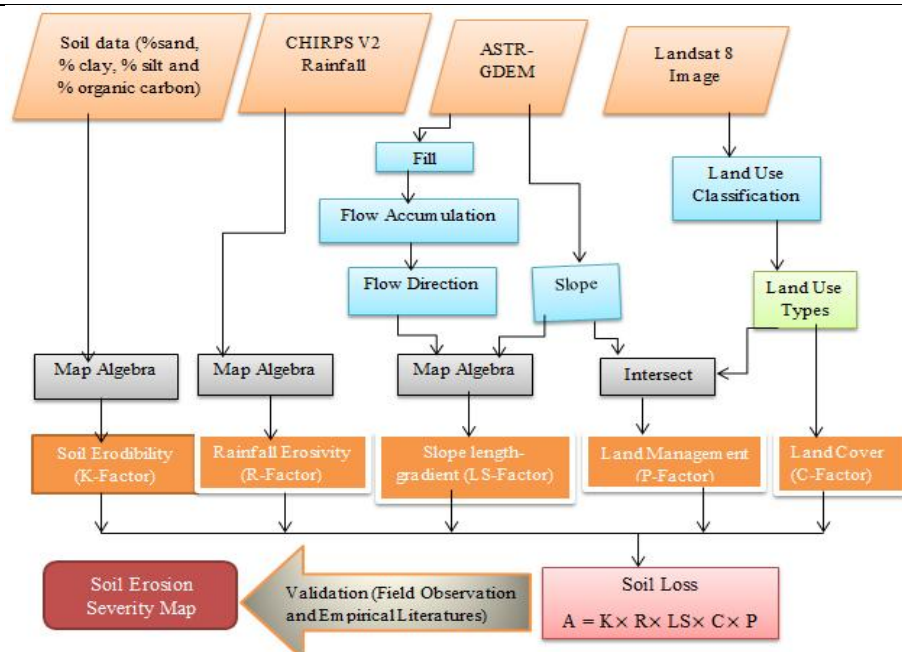 Soil data (%sand,
% clay, % silt and
% organic carbon)
CHIRPS V2
Rainfall
ASTR-
GDEM
Landsat 8
Image
Fill
Land Use
Classification
Flow Accumulation
Flow Direction
Slope
Land Use
Types
Map Algebra
Map Algebra
Map Algebra
Intersect
Soil Erodibility
(K-Factor)
Rainfall Erosivity
(R-Factor)
Slope length-
gradient (LS-Factor)
Land Management
(P-Factor)
Land Cover
(C-Factor)
Soil Erosion
Severity Map
Validation (Field Observation
and Empirical Literatures)
Soil Loss
A = K× R× LS× C× P